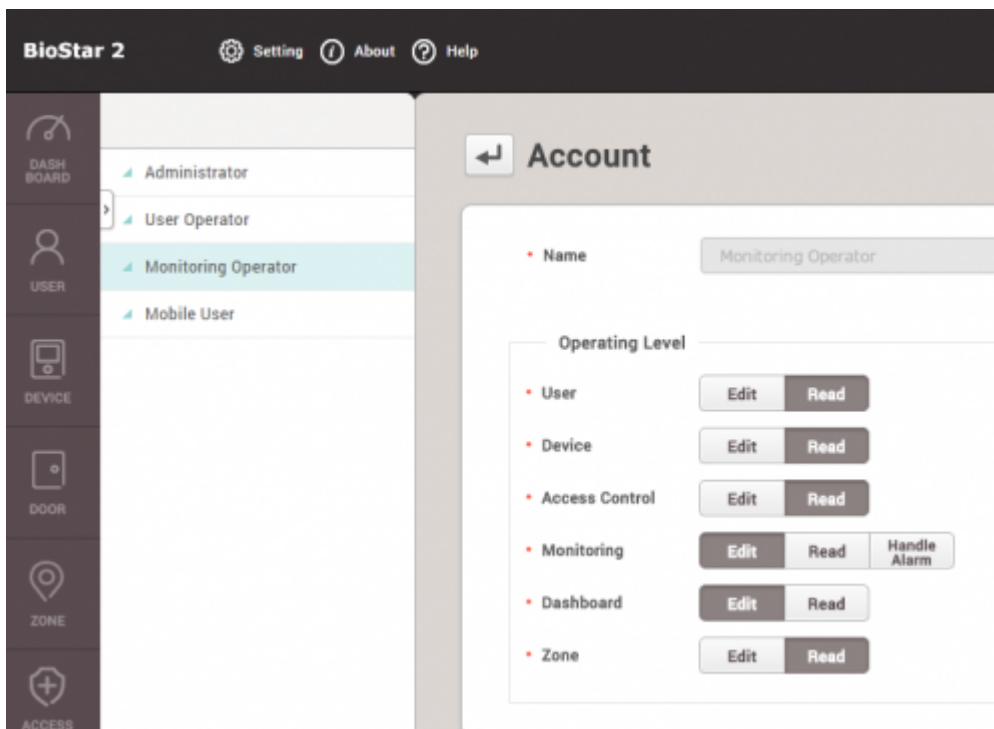 BioStar 2 Setting About Help
DASH
BOARD
USER
DEVICE
DOOR
ZONE
ACCESS
Administrator
User Operator
Monitoring Operator
Mobile User
Account
Name Monitoring Operator
Operating Level
User Edit Read
Device Edit Read
Access Control Edit Read
Monitoring Edit Read Handle Alarm
Dashboard Edit Read
Zone Edit Read